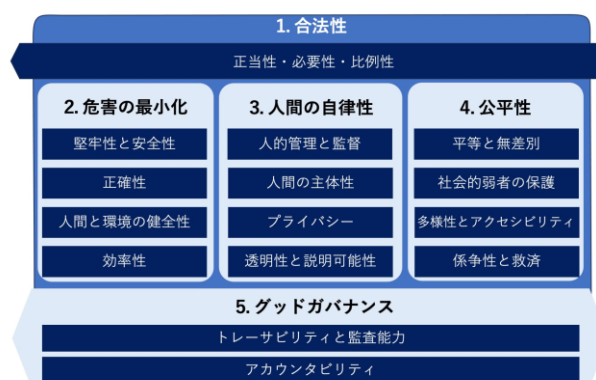 1. 合法性
正当性・必要性・比例性
2. 危害の最小化
堅牢性と安全性
正確性
人間と環境の健全性
効率性
3. 人間の自律性
人的管理と監督
人間の主体性
プライバシー
透明性と説明可能性
4. 公平性
平等と無差別
社会的弱者の保護
多様性とアクセシビリティ
係争性と救済
5. グッドガバナンス
トレーサビリティと監査能力
アカウンタビリティ